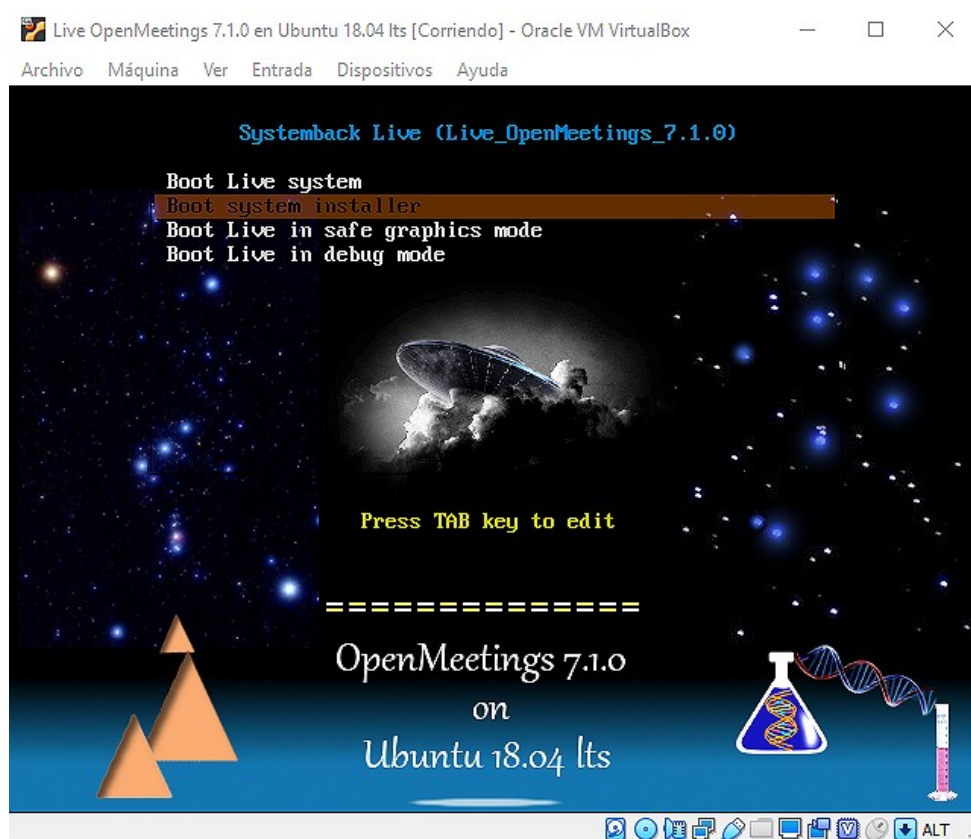 Live OpenMeetings 7.1.0 en Ubuntu 18.04 lts [Corriendo] - Oracle VM VirtualBox
Archivo Máquina Ver Entrada Dispositivos Ayuda
Systemback Live (Live_OpenMeetings_7.1.0)
Boot Live system
Boot system installer
Boot Live in safe graphics mode
Boot Live in debug mode
Press TAB key to edit
==============
OpenMeetings 7.1.0
on
Ubuntu 18.04 lts
ALT